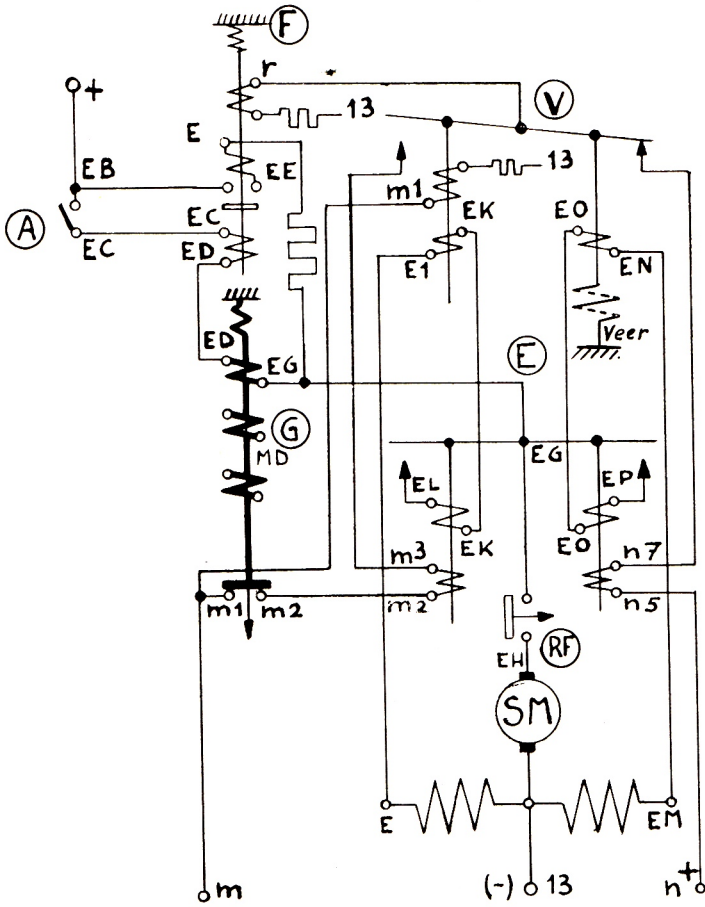 F
r
+
13
V
E
EB
EE
13
m1
A
EC
EK
EO
EC
ED
E1
EN
ED
Veer
EG
E
G
MD
EG
EL
EP
EK
EO
m3
n7
m1
m2
m2
n5
EH
RF
SM
E
EM
m
(-)
13
n+